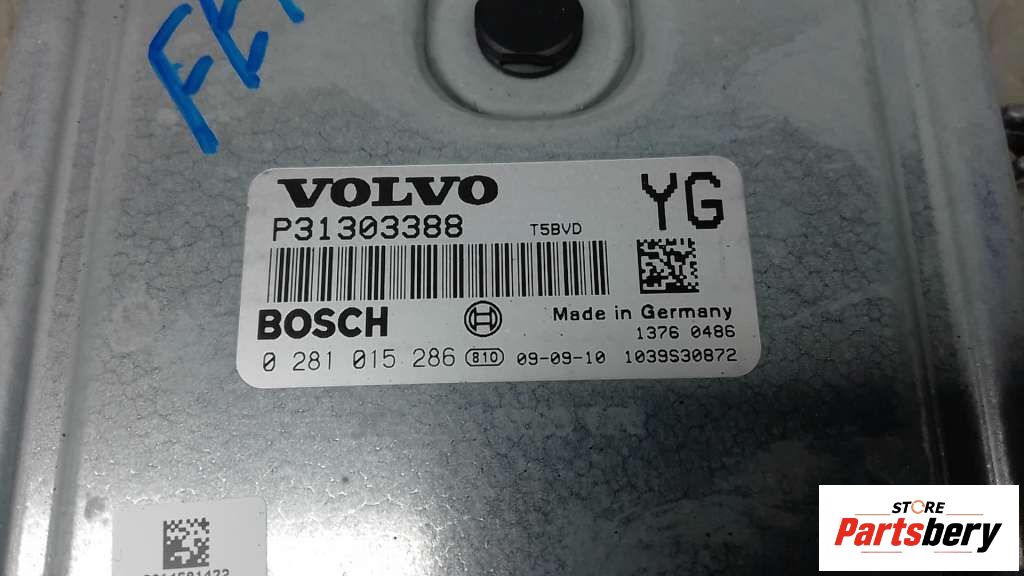 VOLVO
YG
P31303388
T5BVD
BOSCH
Made in Germany
1376 0486
0 281 015 286 B10 09-09-10 1039S30872
STORE
Partsbery